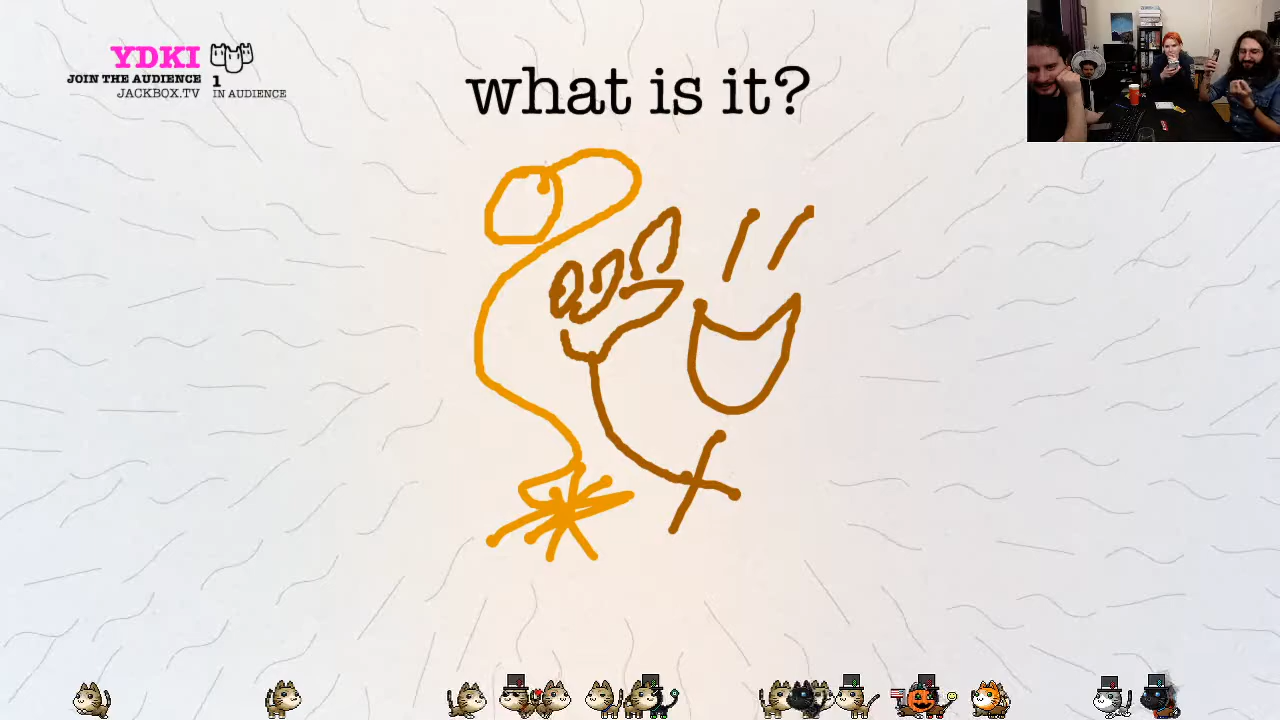 YDKI
JOIN THE AUDIENCE
JACKBOX.TV
1
IN AUDIENCE
what is it?